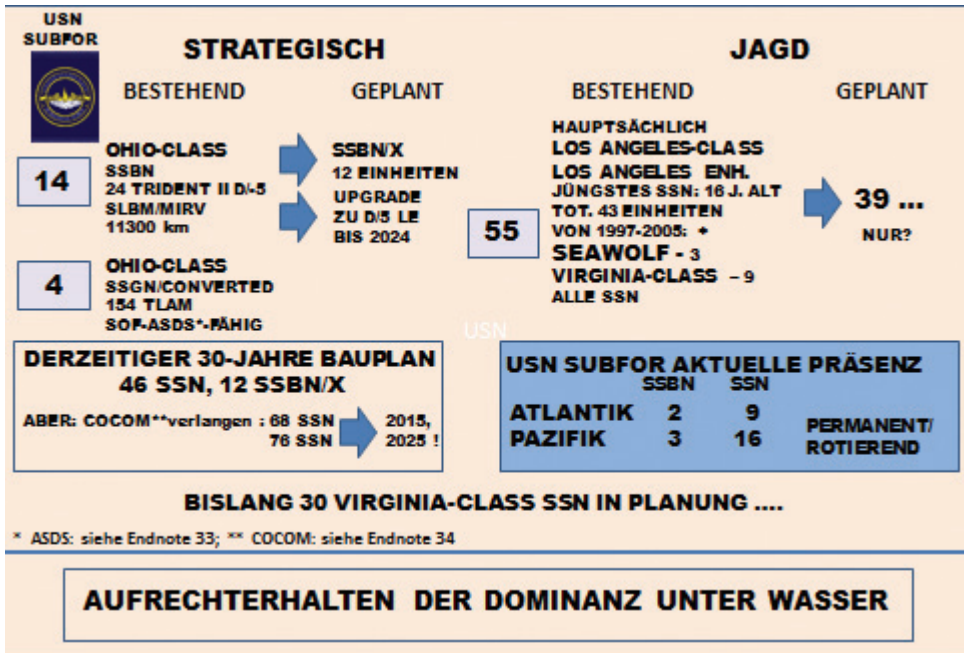 USN
SUBFOR
STRATEGISCH
JAGD
BESTEHEND
GEPLANT
BESTEHEND
GEPLANT
14
OHIO-CLASS
SSBN
24 TRIDENT II D/-5
SLBM/MIRV
11300 km
SSBN/X
12 EINHEITEN
UPGRADE
ZU D/5 LE
BIS 2024
4
OHIO-CLASS
SSGN/CONVERTED
154 TLAM
SOF-ASDS*-FÄHIG
55
HAUPTSÄCHLICH
LOS ANGELES-CLASS
LOS ANGELES ENH.
JÜNGSTES SSN: 16 J. ALT
TOT. 43 EINHEITEN
VON 1997-2005: +
SEAWOLF - 3
VIRGINIA-CLASS – 9
ALLE SSN
39 ...
NUR?
USN
DERZEITIGER 30-JAHRE BAUPLAN
46 SSN, 12 SSBN/X
ABER: COCOM**verlangen : 68 SSN 2015,
76 SSN 2025 !
USN SUBFOR AKTUELLE PRÄSENZ
SSBN SSN
ATLANTIK 2 9
PAZIFIK 3 16
PERMANENT/
ROTIEREND
BISLANG 30 VIRGINIA-CLASS SSN IN PLANUNG ....
* ASDS: siehe Endnote 33; ** COCOM: siehe Endnote 34
AUFRECHTERHALTEN DER DOMINANZ UNTER WASSER